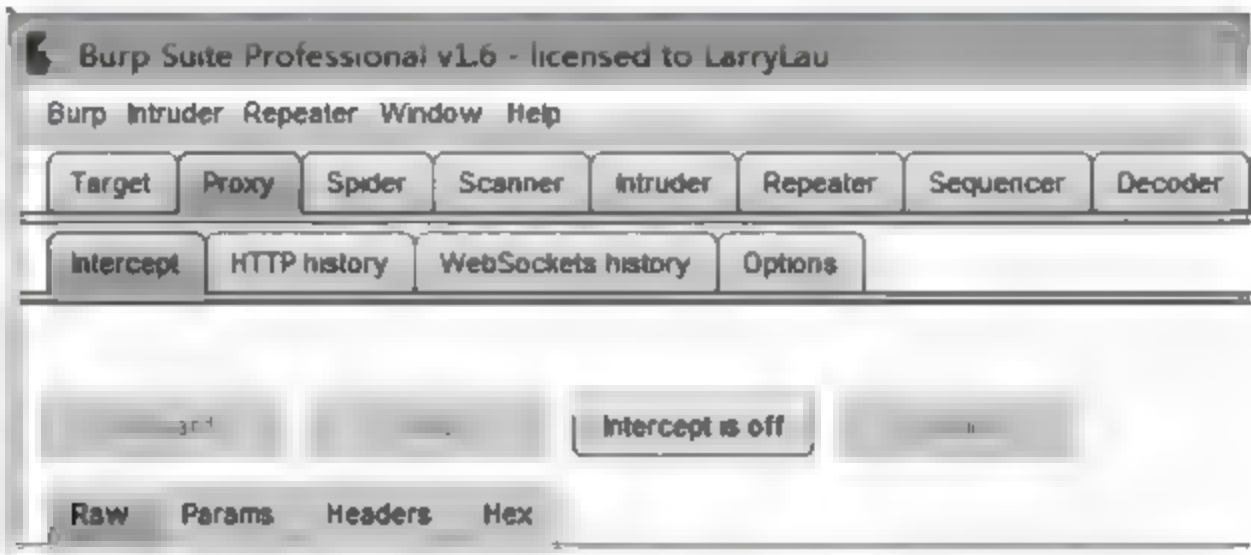 Burp Suite Professional v1.6 - licensed to LarryLau
Burp Intruder Repeater Window Help
Target Proxy Spider Scanner Intruder Repeater Sequencer Decoder
Intercept HTTP history WebSockets history Options
Intercept is off
Raw Params Headers Hex